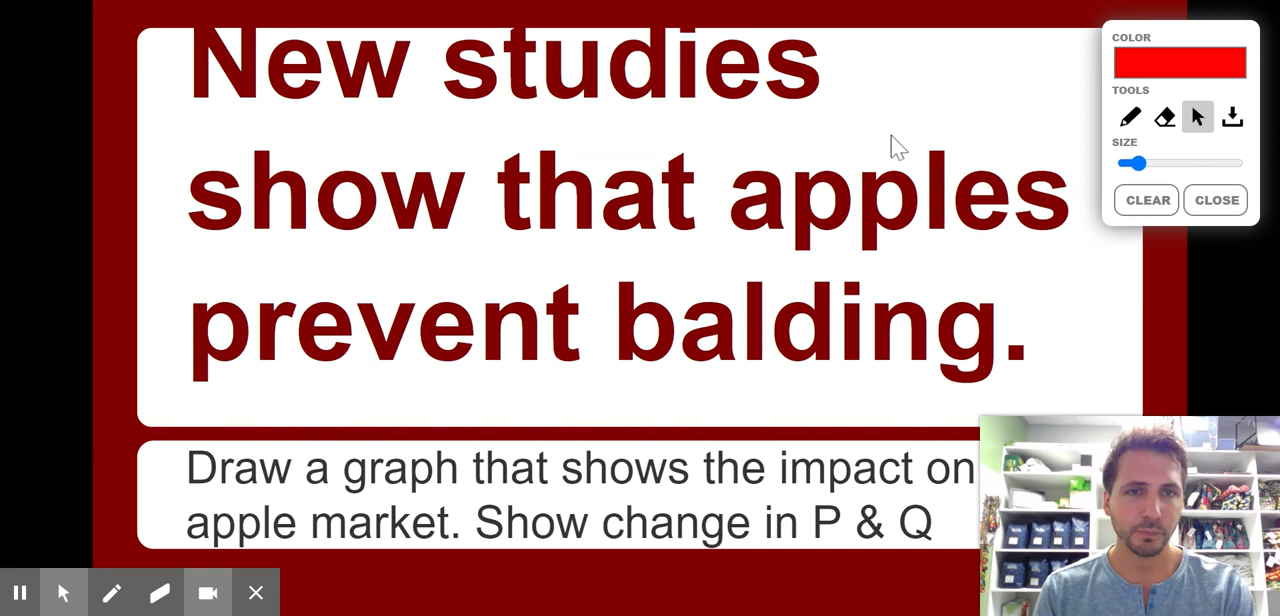 New studies
show that apples
prevent balding.
Draw a graph that shows the impact on
apple market. Show change in P & Q
COLOR
TOOLS
SIZE
CLEAR CLOSE